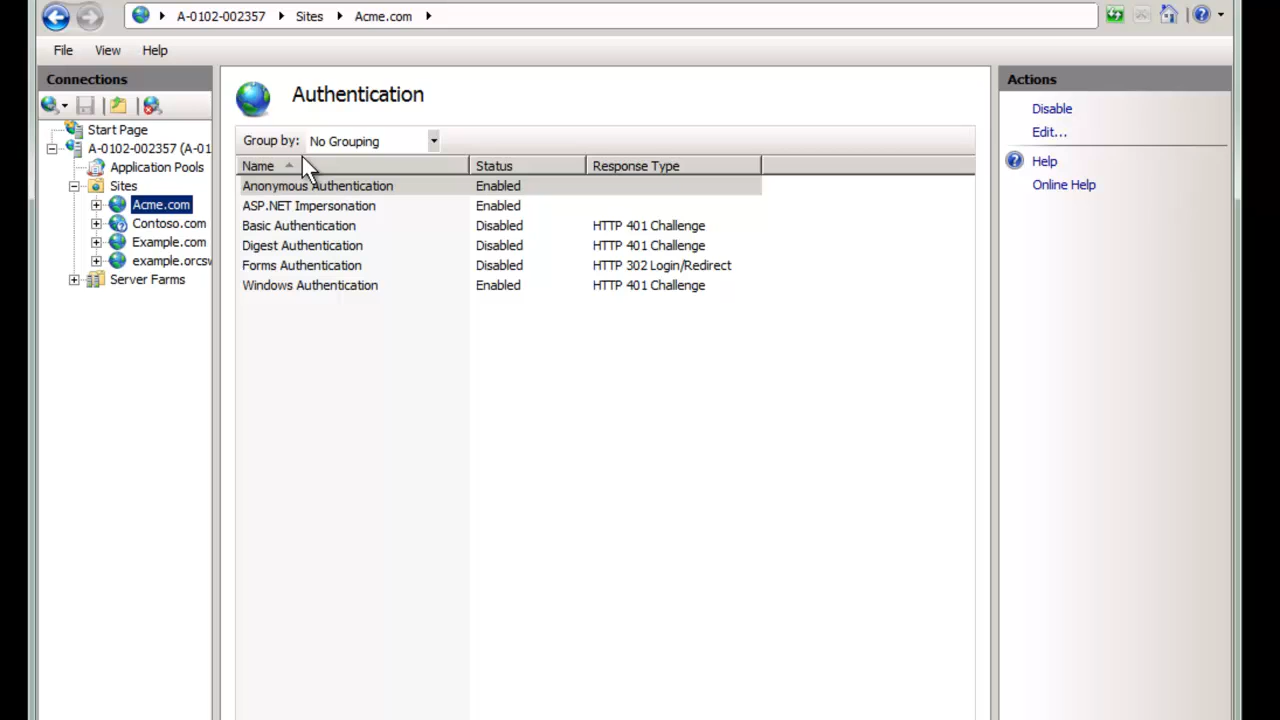 A-0102-002357 Sites Acme.com
File View Help
Connections
Start Page
A-0102-002357 (A-01
Application Pools
Sites
Acme.com
Contoso.com
Example.com
example.orcsw
Server Farms
Authentication
Group by: No Grouping
Name Status Response Type
Anonymous Authentication Enabled
ASP.NET Impersonation Enabled
Basic Authentication Disabled HTTP 401 Challenge
Digest Authentication Disabled HTTP 401 Challenge
Forms Authentication Disabled HTTP 302 Login/Redirect
Windows Authentication Enabled HTTP 401 Challenge
Actions
Disable
Edit...
Help
Online Help